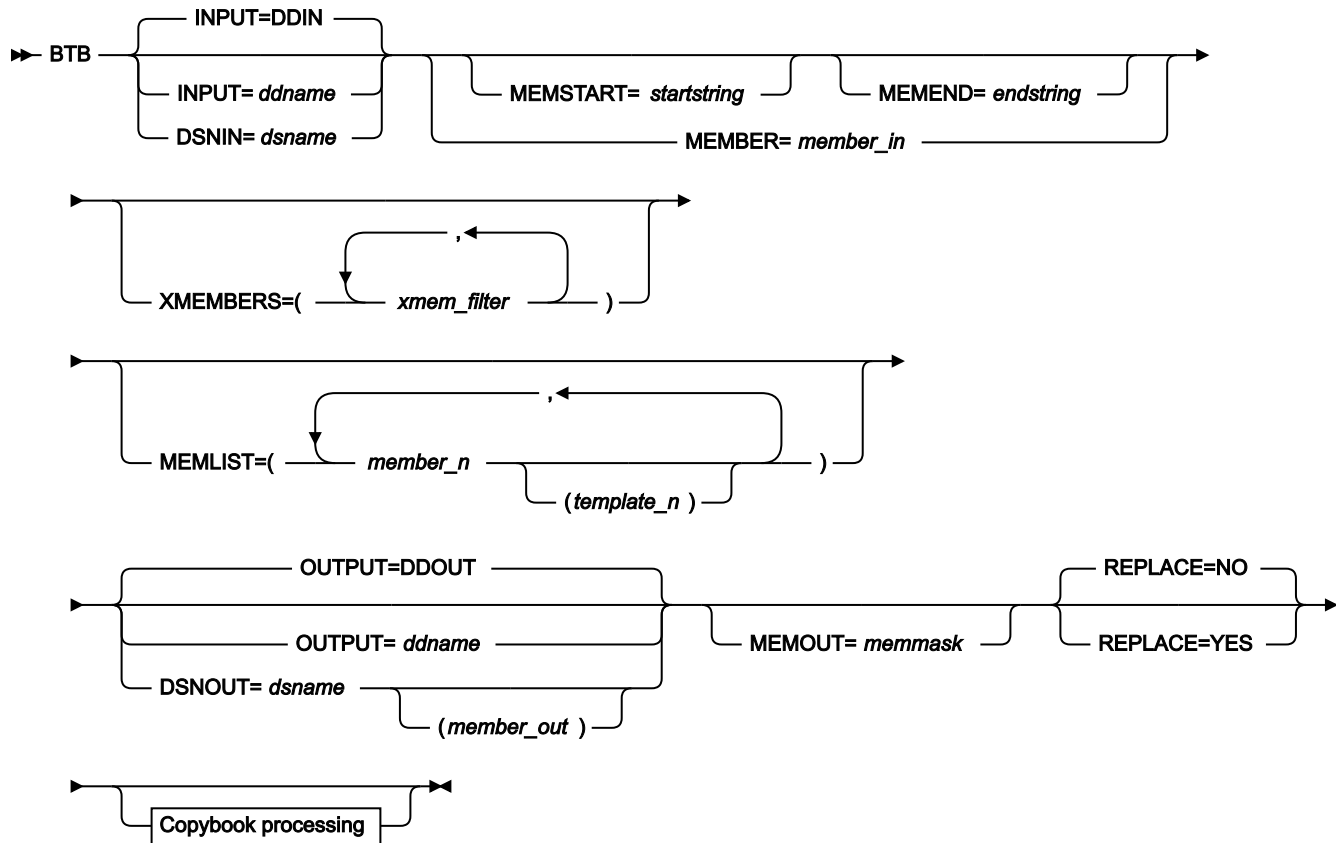 INPUT=DDIN
BTB
INPUT= ddname
DSNIN= dsname
MEMSTART= startstring
MEMEND= endstring
MEMBER= member_in
,
XMEMBERS=( xmem_filter )
,
MEMLIST=( member_n )
(template_n )
OUTPUT=DDOUT
OUTPUT= ddname
DSNOUT= dsname
(member_out )
MEMOUT= memmask
REPLACE=NO
REPLACE=YES
Copybook processing